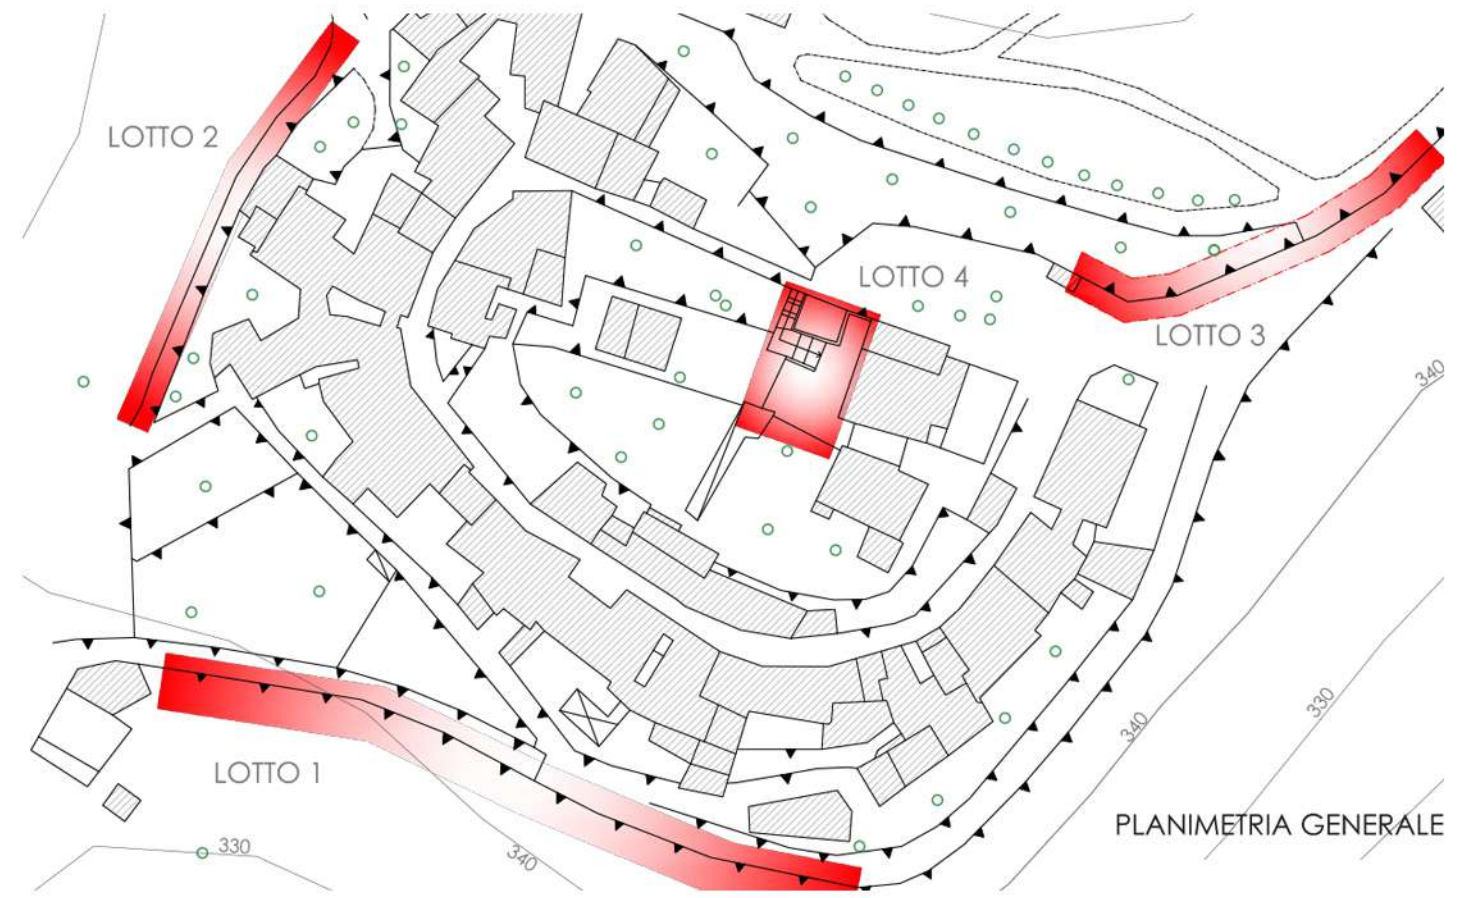 LOTTO 2
LOTTO 4
LOTTO 3
340
LOTTO 1
340
330
PLANIMETRIA GENERALE
330
340